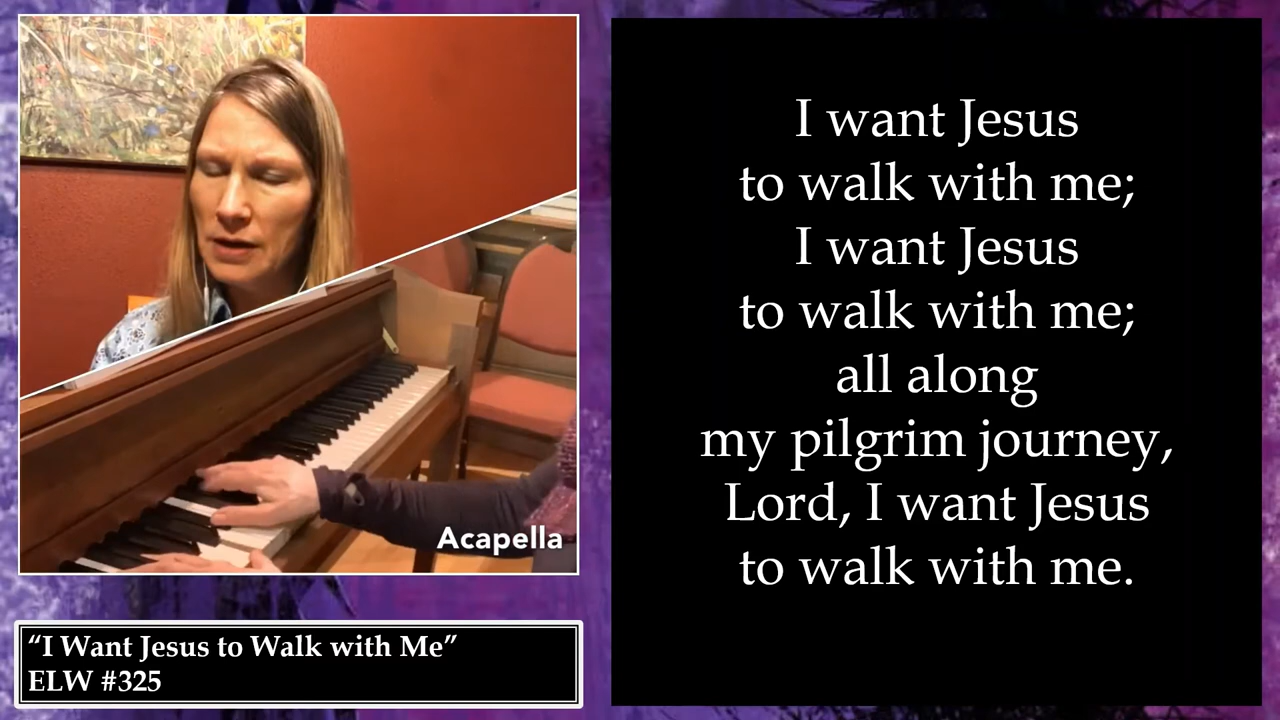 I want Jesus
to walk with me;
I want Jesus
to walk with me;
all along
my pilgrim journey,
Lord, I want Jesus
to walk with me.
Acapella
“I Want Jesus to Walk with Me”
ELW #325